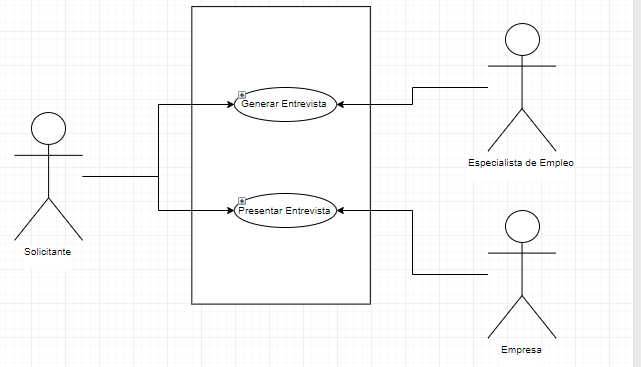 Generar Entrevista
Especialista de Empleo
Presentar Entrevista
Solicitante
Empresa